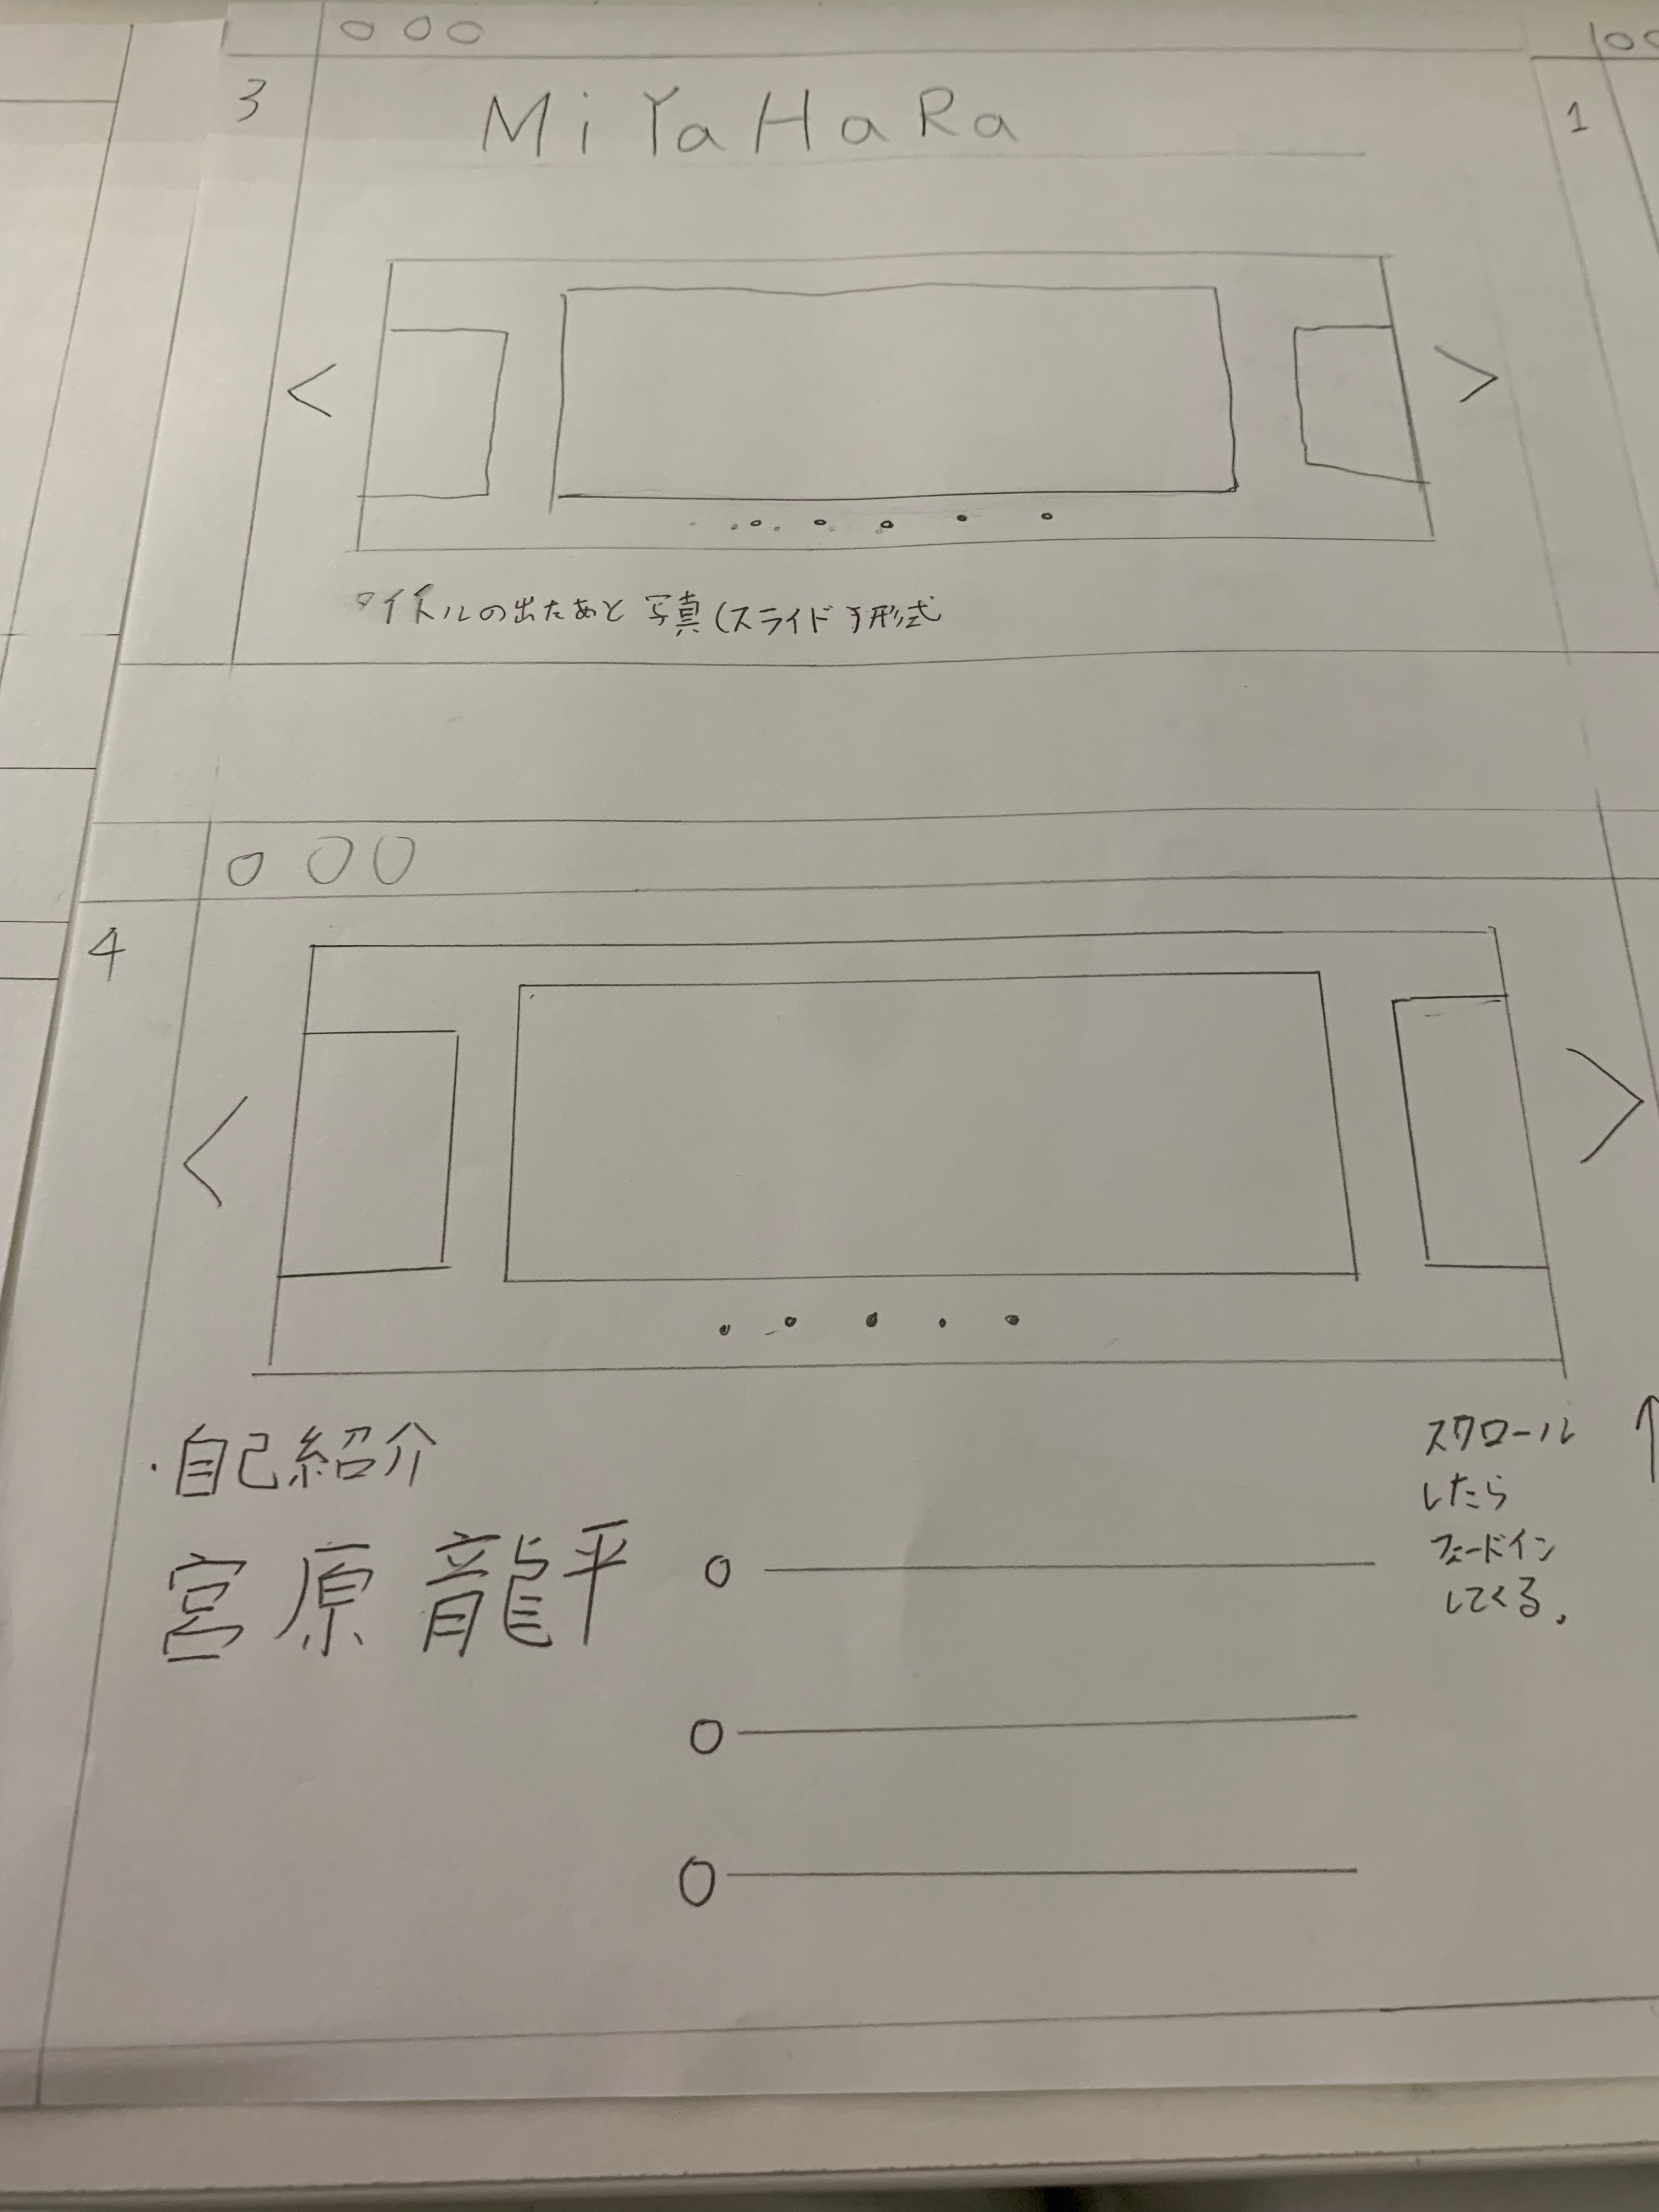 3
MiYaHaRa
1
< >
タイトルの出たあと 写真(スライド形式
4
< >
・自己紹介
宮原 龍平
スクロール
したら
フェードイン
してくる。
↑